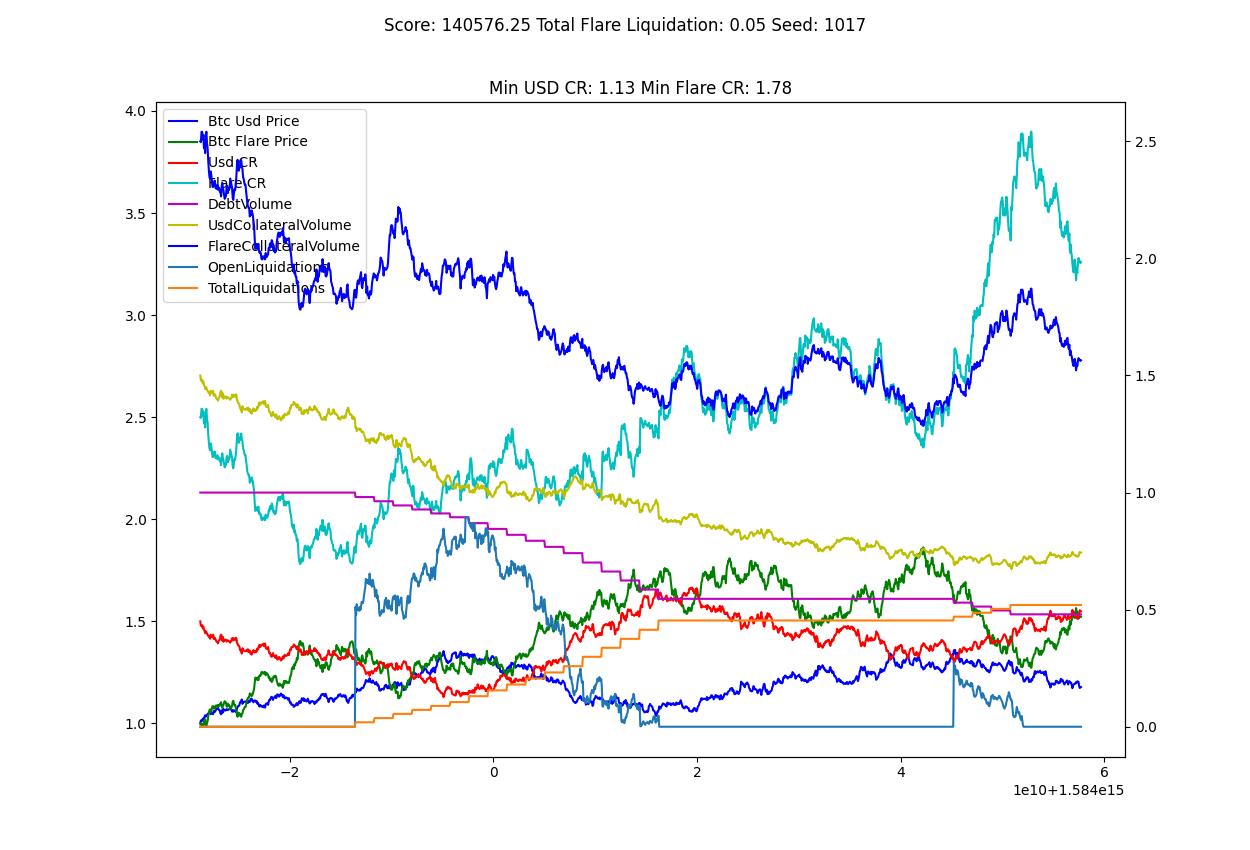 Score: 140576.25 Total Flare Liquidation: 0.05 Seed: 1017
Min USD CR: 1.13 Min Flare CR: 1.78
Btc Usd Price
Btc Flare Price
Usd CR
Flare CR
DebtVolume
UsdCollateralVolume
FlareCollateralVolume
OpenLiquidations
TotalLiquidations
4.0
3.5
3.0
2.5
2.0
1.5
1.0
2.5
2.0
1.5
1.0
0.5
0.0
−2
0
2
4
6
1e10+1.584e15